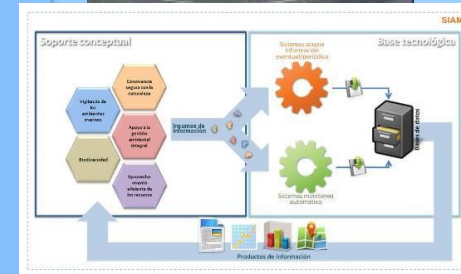 SIAM
Soporte conceptual
Base tecnológica
Sistemas acopio
información
eventual/periódica
Convivencia
segura con la
naturaleza
Vigilancia de
los
ambientes
marinos
Apoyo a la
gestión
ambiental
integral
Insumos de
información
Bases de datos
Biodiversidad
Aprovecha-
miento
eficiente de
los recursos
Sistemas monitoreo
automático
Productos de información